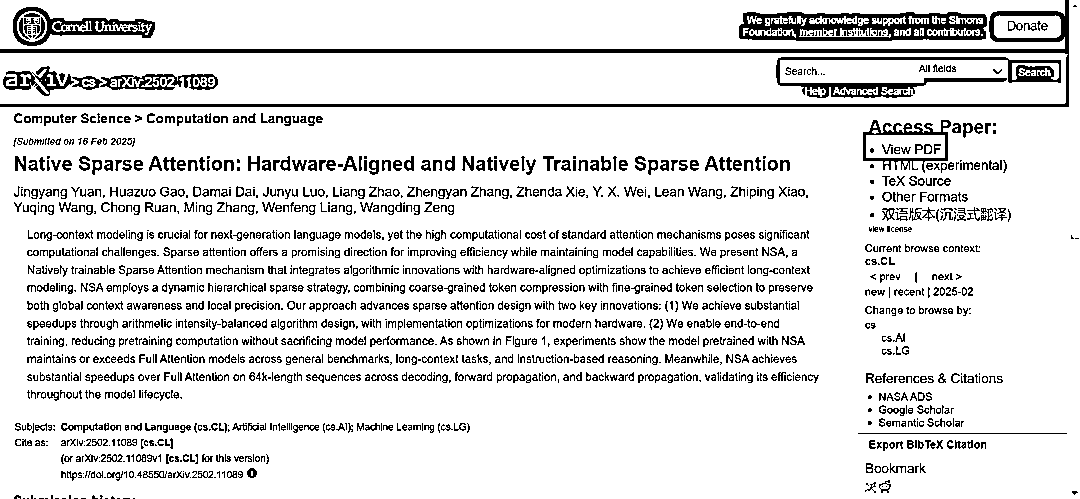 Cornell University
We gratefully acknowledge support from the Simons
Foundation, member institutions, and all contributors.
Donate
arXiv > cs > arXiv:2502.11089
Search...
All fields
Search
Help | Advanced Search
Computer Science > Computation and Language
[Submitted on 16 Feb 2025]
Native Sparse Attention: Hardware-Aligned and Natively Trainable Sparse Attention
Jingyang Yuan, Huazuo Gao, Damai Dai, Junyu Luo, Liang Zhao, Zhengyan Zhang, Zhenda Xie, Y. X. Wei, Lean Wang, Zhiping Xiao,
Yuqing Wang, Chong Ruan, Ming Zhang, Wenfeng Liang, Wangding Zeng
Long-context modeling is crucial for next-generation language models, yet the high computational cost of standard attention mechanisms poses significant
computational challenges. Sparse attention offers a promising direction for improving efficiency while maintaining model capabilities. We present NSA, a
Natively trainable Sparse Attention mechanism that integrates algorithmic innovations with hardware-aligned optimizations to achieve efficient long-context
modeling. NSA employs a dynamic hierarchical sparse strategy, combining coarse-grained token compression with fine-grained token selection to preserve
both global context awareness and local precision. Our approach advances sparse attention design with two key innovations: (1) We achieve substantial
speedups through arithmetic intensity-balanced algorithm design, with implementation optimizations for modern hardware. (2) We enable end-to-end
training, reducing pretraining computation without sacrificing model performance. As shown in Figure 1, experiments show the model pretrained with NSA
maintains or exceeds Full Attention models across general benchmarks, long-context tasks, and instruction-based reasoning. Meanwhile, NSA achieves
substantial speedups over Full Attention on 64k-length sequences across decoding, forward propagation, and backward propagation, validating its efficiency
throughout the model lifecycle.
Subjects: Computation and Language (cs.CL); Artificial Intelligence (cs.AI); Machine Learning (cs.LG)
Cite as: arXiv:2502.11089 [cs.CL]
(or arXiv:2502.11089v1 [cs.CL] for this version)
https://doi.org/10.48550/arXiv.2502.11089
Submission history
Access Paper:
View PDF
HTML (experimental)
TeX Source
Other Formats
双语版本(沉浸式翻译)
view license
Current browse context:
cs.CL
< prev | next >
new | recent | 2025-02
Change to browse by:
cs
cs.AI
cs.LG
References & Citations
NASA ADS
Google Scholar
Semantic Scholar
Export BibTeX Citation
Bookmark